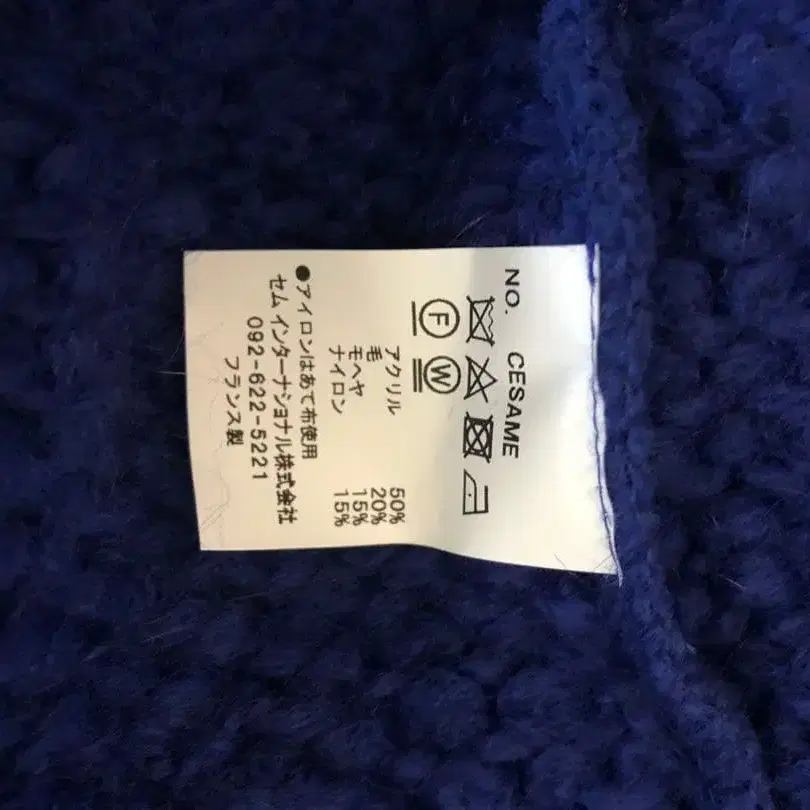 NO. CESAME
F W
アクリル 50%
毛 20%
モヘヤ 15%
ナイロン 15%
●アイロンはあて布使用
セムインターナショナル株式会社
092-622-5221
フランス製